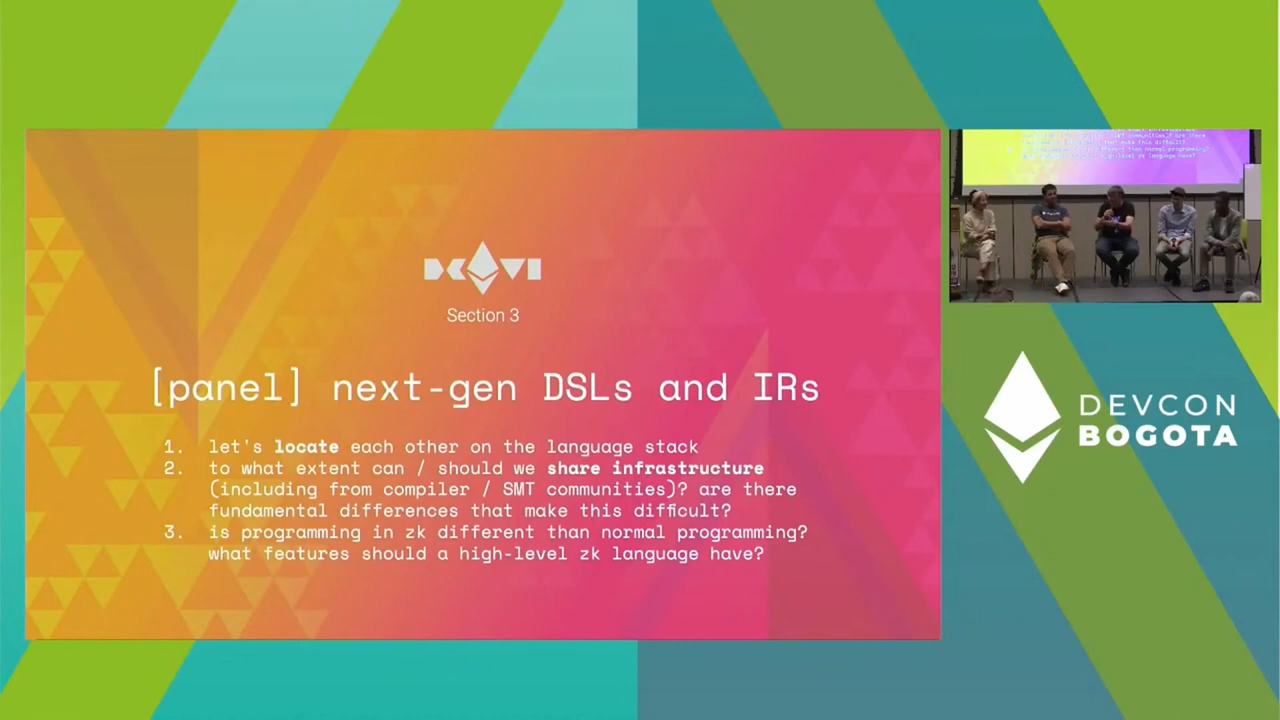 DEVCON VI
Section 3
[panel] next-gen DSLs and IRs
1. let's locate each other on the language stack
2. to what extent can / should we share infrastructure
(including from compiler / SMT communities)? are there
fundamental differences that make this difficult?
3. is programming in zk different than normal programming?
what features should a high-level zk language have?
DEVCON
BOGOTA